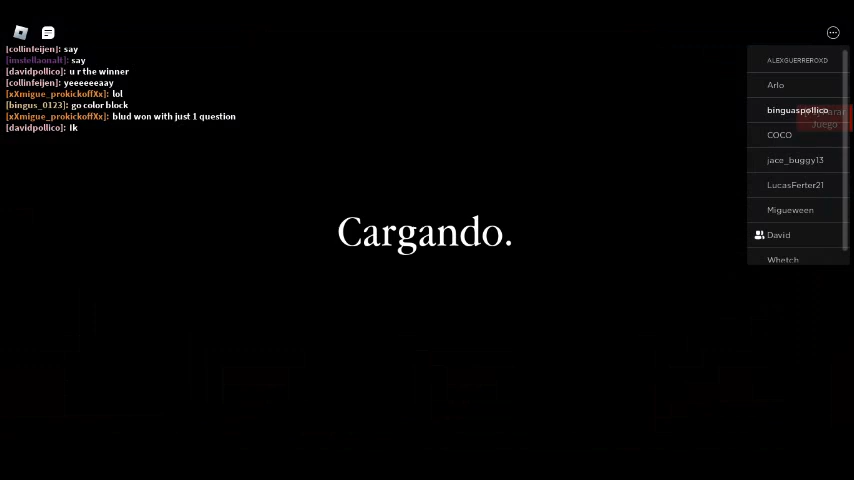 [collinfeijen]: say
[imstellaonalt]: say
[davidpollico]: u r the winner
[collinfeijen]: yeeeeeaay
[xXmigue_prokickoffXx]: lol
[bingus_0123]: go color block
[xXmigue_prokickoffXx]: blud won with just 1 question
[davidpollico]: Ik
Cargando.
ALEXGUERREROXD
Arlo
binguaspollico
COCO
jace_buggy13
LucasFerter21
Migueween
David
Whetch
Juego